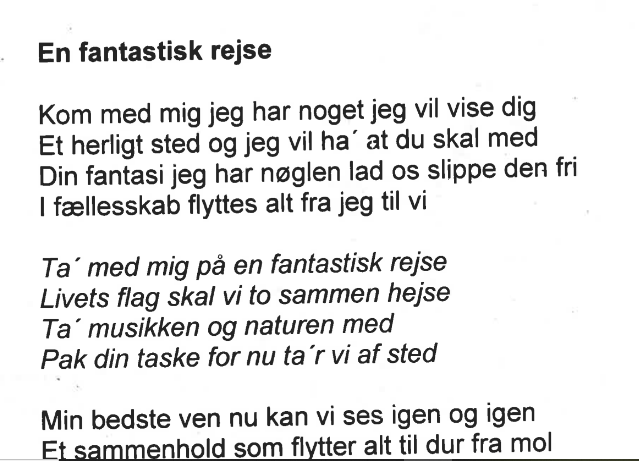 En fantastisk rejse
Kom med mig jeg har noget jeg vil vise dig
Et herligt sted og jeg vil ha´ at du skal med
Din fantasi jeg har nøglen lad os slippe den fri
I fællesskab flyttes alt fra jeg til vi
Ta´ med mig på en fantastisk rejse
Livets flag skal vi to sammen hejse
Ta´ musikken og naturen med
Pak din taske for nu ta´r vi af sted
Min bedste ven nu kan vi ses igen og igen
Et sammenhold som flytter alt til dur fra mol